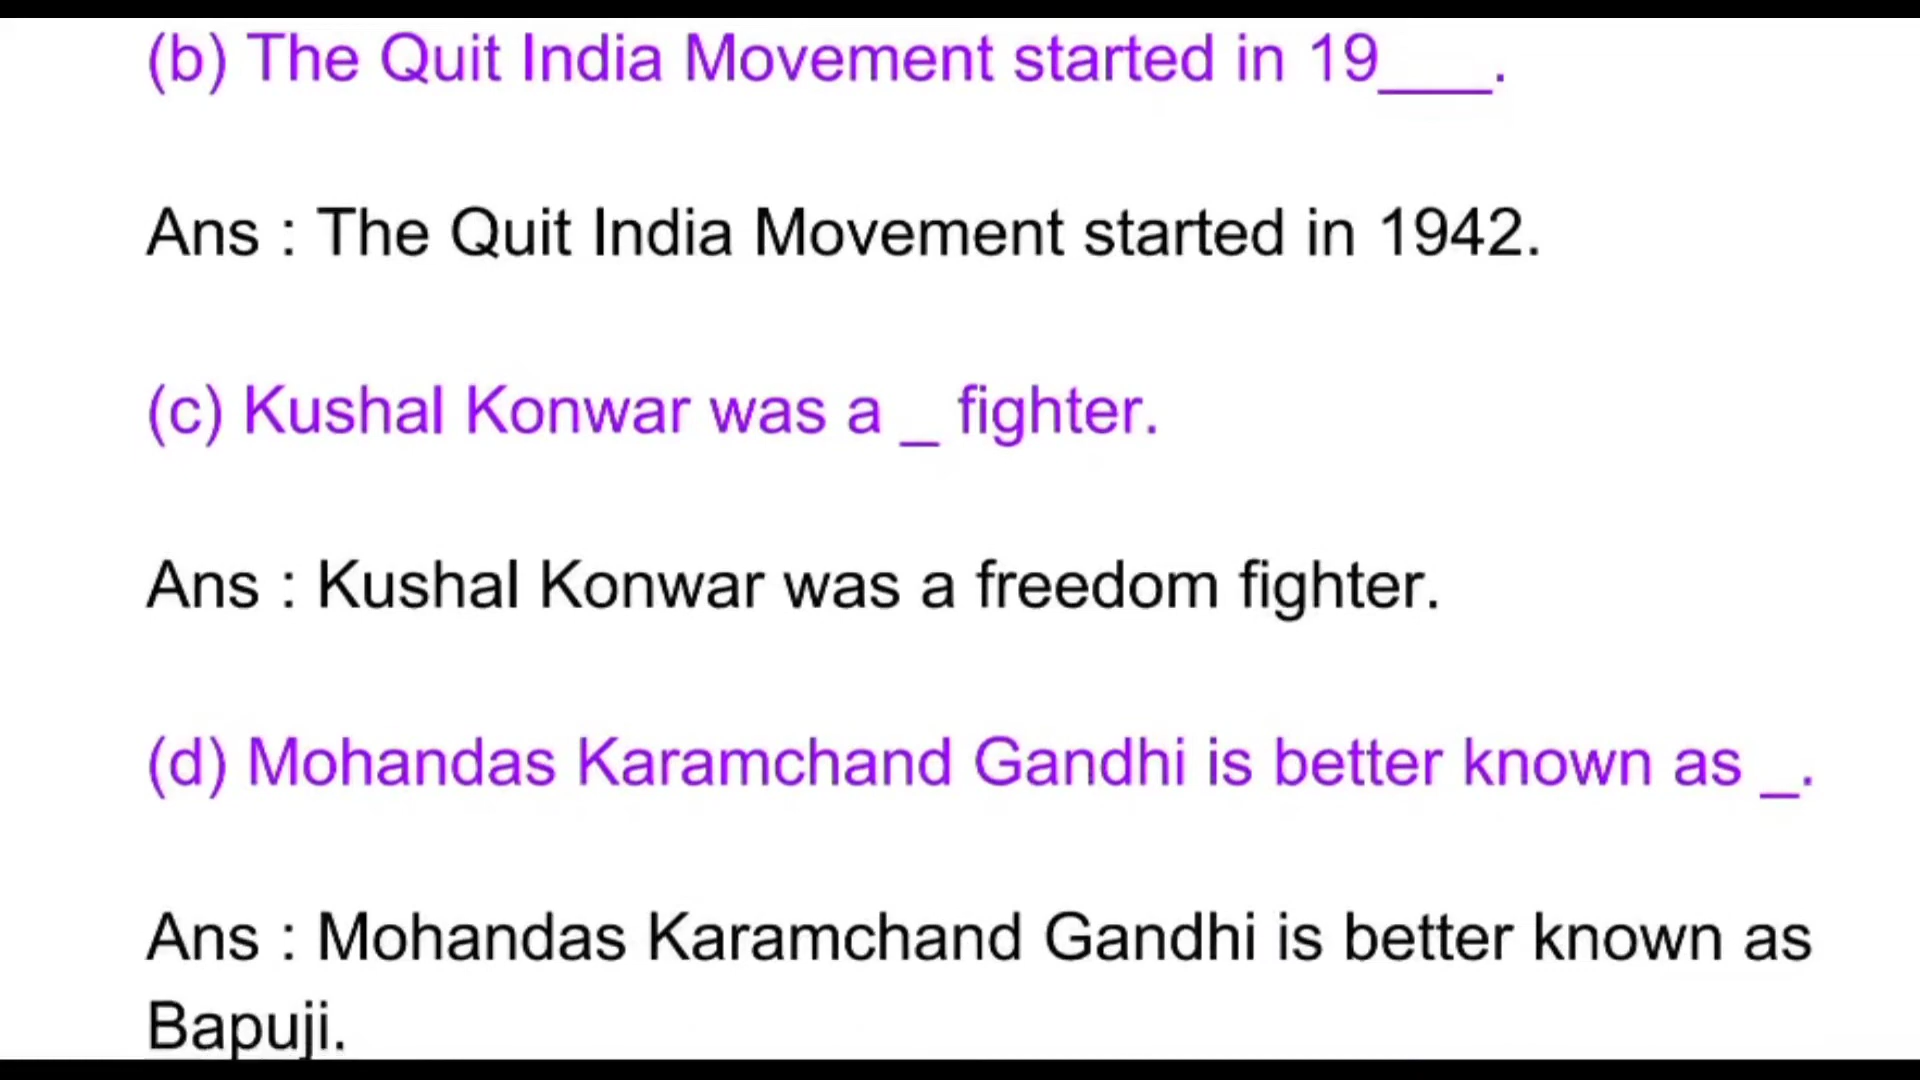 (b) The Quit India Movement started in 19___.
Ans : The Quit India Movement started in 1942.
(c) Kushal Konwar was a _ fighter.
Ans : Kushal Konwar was a freedom fighter.
(d) Mohandas Karamchand Gandhi is better known as _.
Ans : Mohandas Karamchand Gandhi is better known as
Bapuji.